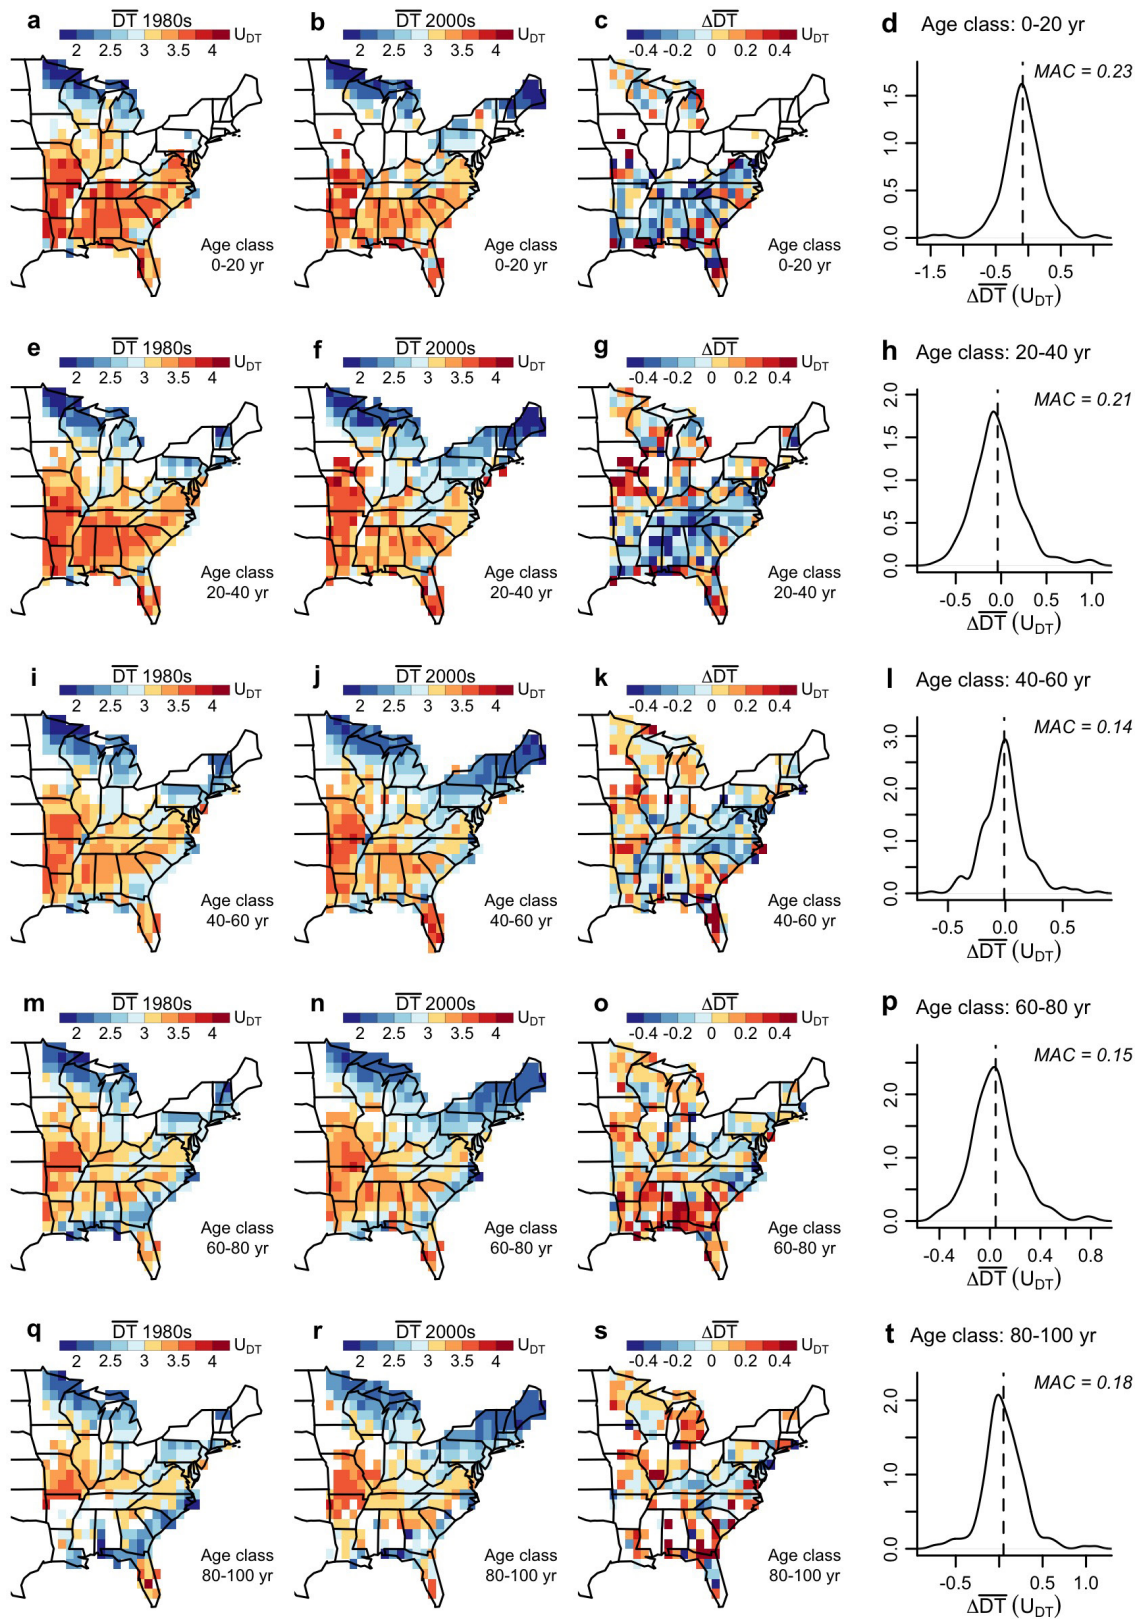 a DT 1980s
2 2.5 3 3.5 4 U_DT
Age class
0-20 yr
b DT 2000s
2 2.5 3 3.5 4 U_DT
Age class
0-20 yr
c ΔDT
-0.4 -0.2 0 0.2 0.4 U_DT
Age class
0-20 yr
d Age class: 0-20 yr
MAC = 0.23
0.0 0.5 1.0 1.5
-1.5 -0.5 0.5
ΔDT (U_DT)
e DT 1980s
2 2.5 3 3.5 4 U_DT
Age class
20-40 yr
f DT 2000s
2 2.5 3 3.5 4 U_DT
Age class
20-40 yr
g ΔDT
-0.4 -0.2 0 0.2 0.4 U_DT
Age class
20-40 yr
h Age class: 20-40 yr
MAC = 0.21
0.0 0.5 1.0 1.5 2.0
-0.5 0.0 0.5 1.0
ΔDT (U_DT)
i DT 1980s
2 2.5 3 3.5 4 U_DT
Age class
40-60 yr
j DT 2000s
2 2.5 3 3.5 4 U_DT
Age class
40-60 yr
k ΔDT
-0.4 -0.2 0 0.2 0.4 U_DT
Age class
40-60 yr
l Age class: 40-60 yr
MAC = 0.14
0.0 1.0 2.0 3.0
-0.5 0.0 0.5
ΔDT (U_DT)
m DT 1980s
2 2.5 3 3.5 4 U_DT
Age class
60-80 yr
n DT 2000s
2 2.5 3 3.5 4 U_DT
Age class
60-80 yr
o ΔDT
-0.4 -0.2 0 0.2 0.4 U_DT
Age class
60-80 yr
p Age class: 60-80 yr
MAC = 0.15
0.0 1.0 2.0
-0.4 0.0 0.4 0.8
ΔDT (U_DT)
q DT 1980s
2 2.5 3 3.5 4 U_DT
Age class
80-100 yr
r DT 2000s
2 2.5 3 3.5 4 U_DT
Age class
80-100 yr
s ΔDT
-0.4 -0.2 0 0.2 0.4 U_DT
Age class
80-100 yr
t Age class: 80-100 yr
MAC = 0.18
0.0 1.0 2.0
-0.5 0.5 1.0
ΔDT (U_DT)